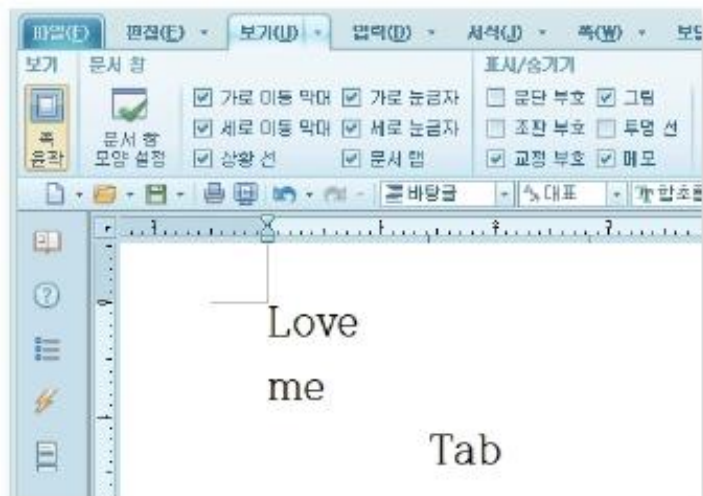 파일(F) 편집(E) 보기(U) 입력(D) 서식(J) 쪽(W)
보기 문서 창 표시/숨기기
쪽 윤곽
문서 창 모양 설정
가로 이동 막대 가로 눈금자 문단 부호 그림
세로 이동 막대 세로 눈금자 조판 부호 투명 선
상황 선 문서 탭 교정 부호 메모
바탕글 대표
Love
me
Tab